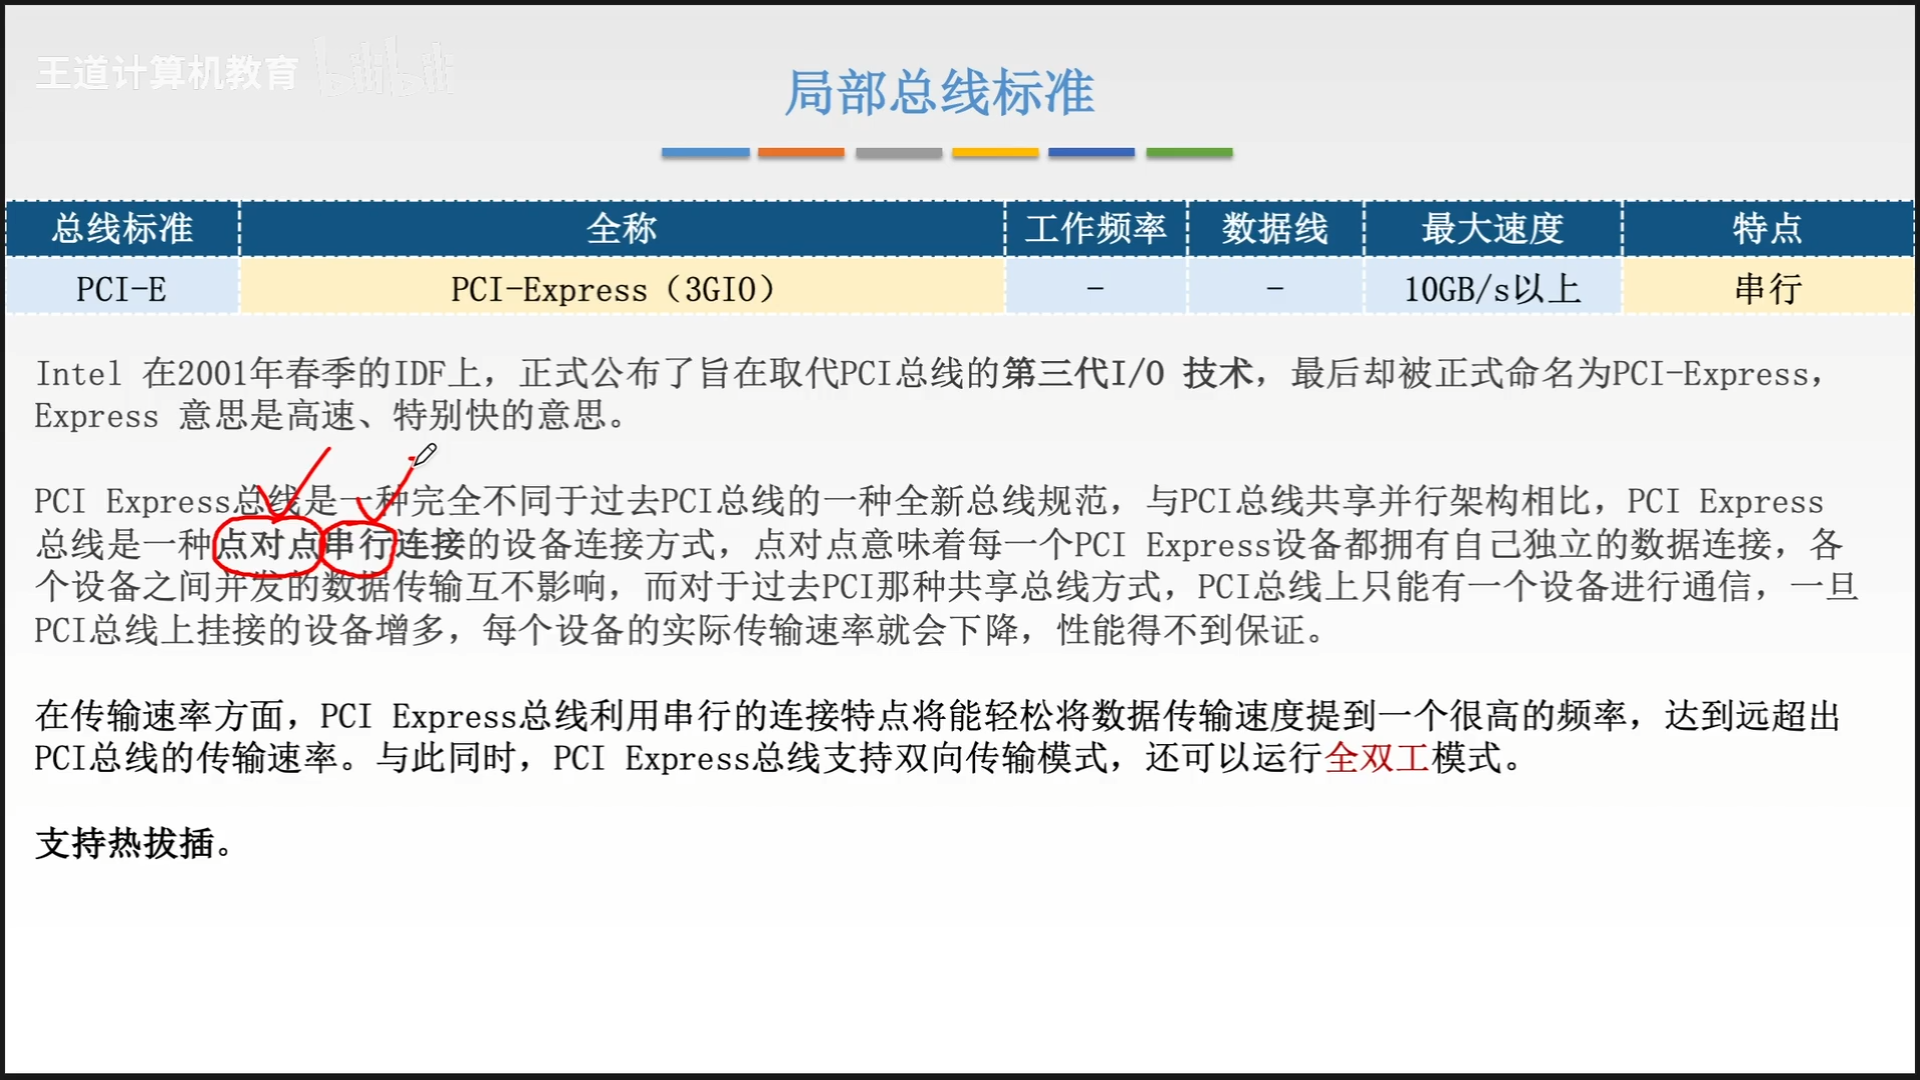 王道计算机教育 bilibili
局部总线标准
总线标准 全称 工作频率 数据线 最大速度 特点
PCI-E PCI-Express（3GIO） - - 10GB/s以上 串行
Intel 在2001年春季的IDF上，正式公布了旨在取代PCI总线的第三代I/O 技术，最后却被正式命名为PCI-Express，
Express 意思是高速、特别快的意思。
PCI Express总线是一种完全不同于过去PCI总线的一种全新总线规范，与PCI总线共享并行架构相比，PCI Express
总线是一种点对点串行连接的设备连接方式，点对点意味着每一个PCI Express设备都拥有自己独立的数据连接，各
个设备之间并发的数据传输互不影响，而对于过去PCI那种共享总线方式，PCI总线上只能有一个设备进行通信，一旦
PCI总线上挂接的设备增多，每个设备的实际传输速率就会下降，性能得不到保证。
在传输速率方面，PCI Express总线利用串行的连接特点将能轻松将数据传输速度提到一个很高的频率，达到远超出
PCI总线的传输速率。与此同时，PCI Express总线支持双向传输模式，还可以运行全双工模式。
支持热拔插。